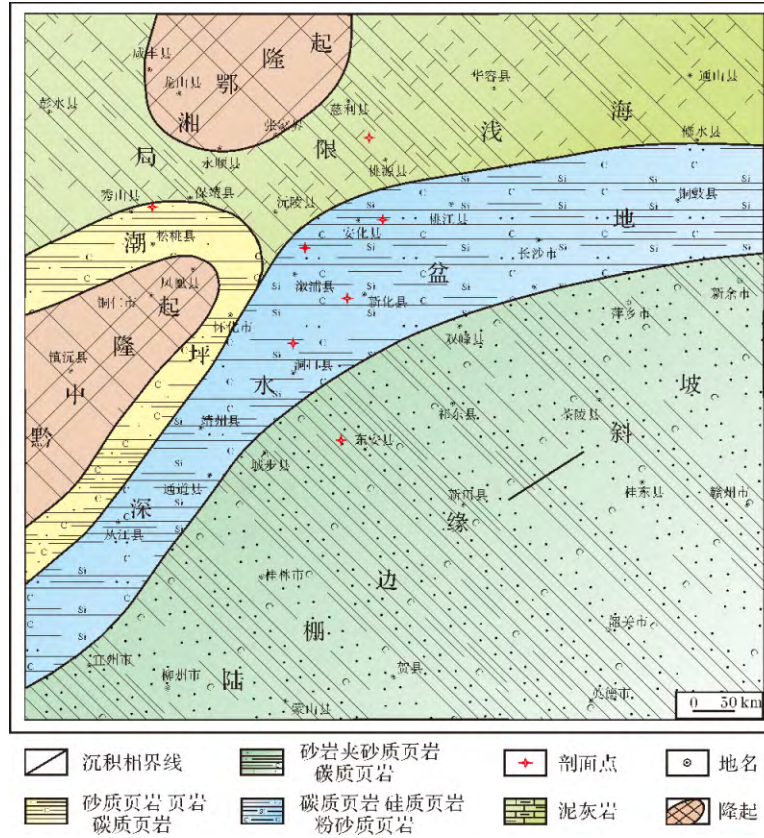 咸丰县
隆起
龙山县
鄂
华容县
通山县
彭水县
湘
慈利县
张家界
海
局
永顺县
限
浅
修水县
桃源县
秀山县
保靖县
沅陵县
铜鼓县
潮
松桃县
安化县
桃江县
地
长沙市
凤凰县
溆浦县
盆
新化县
新余市
铜仁市
起
怀化市
萍乡市
隆
坪
双峰县
镇沅县
洞口县
中
水
坡
黔
靖州县
祁东县
茶陵县
东安县
斜
城步县
通道县
新田县
桂东县
赣州市
深
缘
从江县
桂林市
边
棚
韶关市
宜州市
柳州市
陆
贺县
英德市
蒙山县
0 50 km
沉积相界线
砂岩夹砂质页岩
碳质页岩
剖面点
地名
砂质页岩 页岩
碳质页岩
碳质页岩 硅质页岩
粉砂质页岩
泥灰岩
隆起